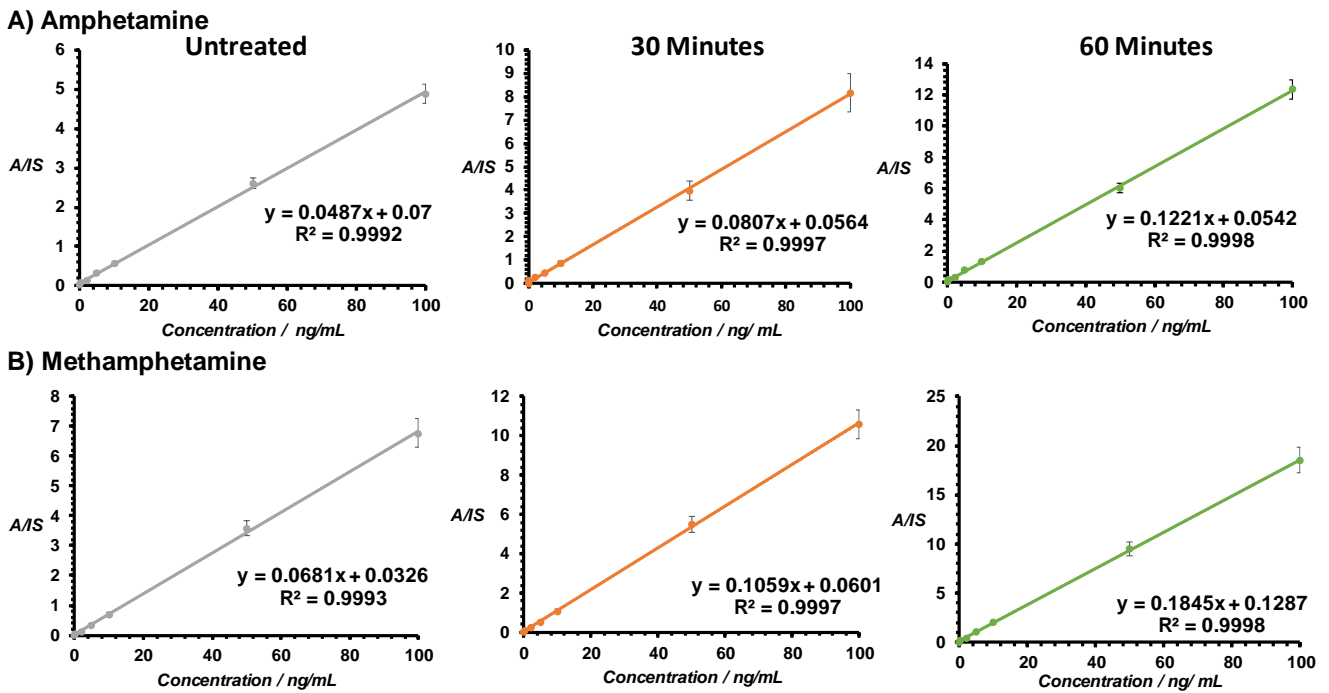 A) Amphetamine
Untreated
30 Minutes
60 Minutes
6
5
4
3
2
1
0
A/IS
y = 0.0487x + 0.07
R² = 0.9992
0
20
40
60
80
100
Concentration / ng/mL
10
9
8
7
6
5
4
3
2
1
0
A/IS
y = 0.0807x + 0.0564
R² = 0.9997
0
20
40
60
80
100
Concentration / ng/ mL
14
12
10
8
6
4
2
0
A/IS
y = 0.1221x + 0.0542
R² = 0.9998
0
20
40
60
80
100
Concentration / ng/mL
B) Methamphetamine
8
7
6
5
4
3
2
1
0
A/IS
y = 0.0681x + 0.0326
R² = 0.9993
0
20
40
60
80
100
Concentration / ng/mL
12
10
8
6
4
2
0
A/IS
y = 0.1059x + 0.0601
R² = 0.9997
0
20
40
60
80
100
Concentration / ng/mL
25
20
15
10
5
0
A/IS
y = 0.1845x + 0.1287
R² = 0.9998
0
20
40
60
80
100
Concentration / ng/mL